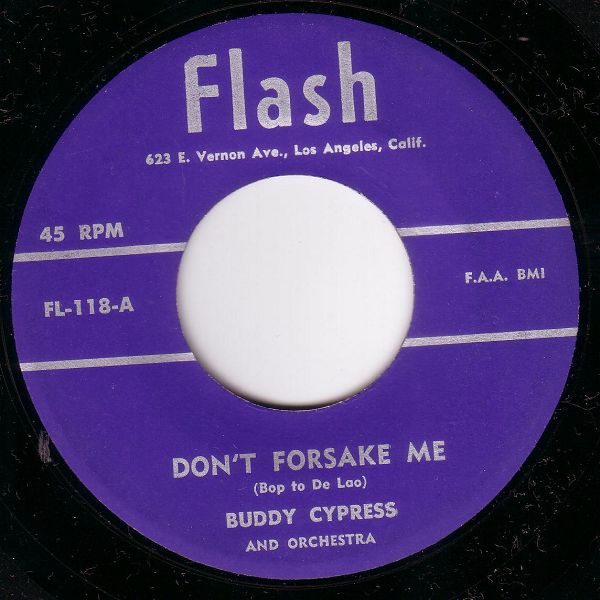 Flash
623 E. Vernon Ave., Los Angeles, Calif.
45 RPM
F.A.A. BMI
FL-118-A
DON'T FORSAKE ME
(Bop to De Lao)
BUDDY CYPRESS
AND ORCHESTRA